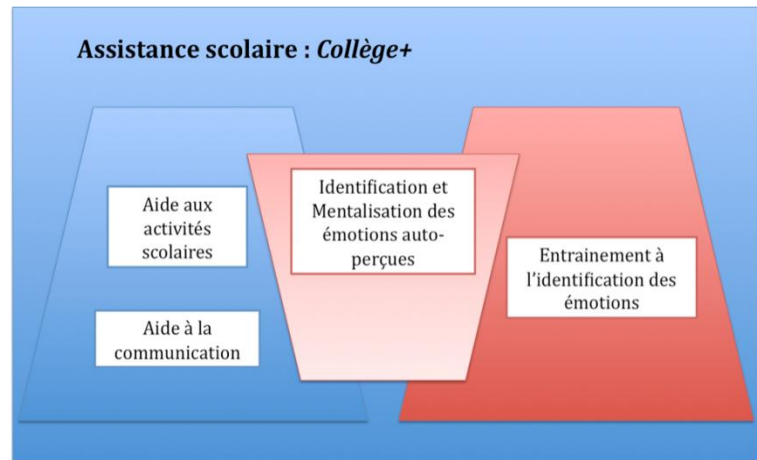 Assistance scolaire : Collège+
Aide aux
activités
scolaires
Aide à la
communication
Identification et
Mentalisation des
émotions auto-
perçues
Entrainement à
l'identification des
émotions